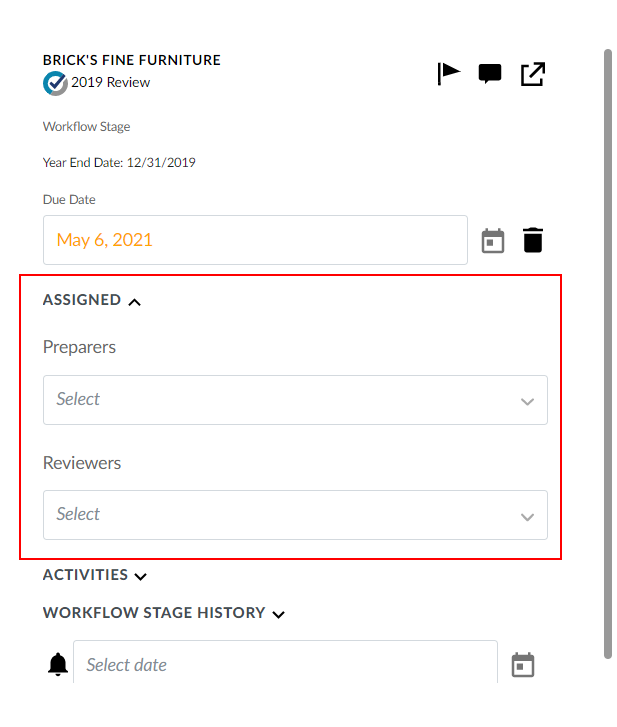 BRICK'S FINE FURNITURE
2019 Review
Workflow Stage
Year End Date: 12/31/2019
Due Date
May 6, 2021
ASSIGNED
Preparers
Select
Reviewers
Select
ACTIVITIES
WORKFLOW STAGE HISTORY
Select date